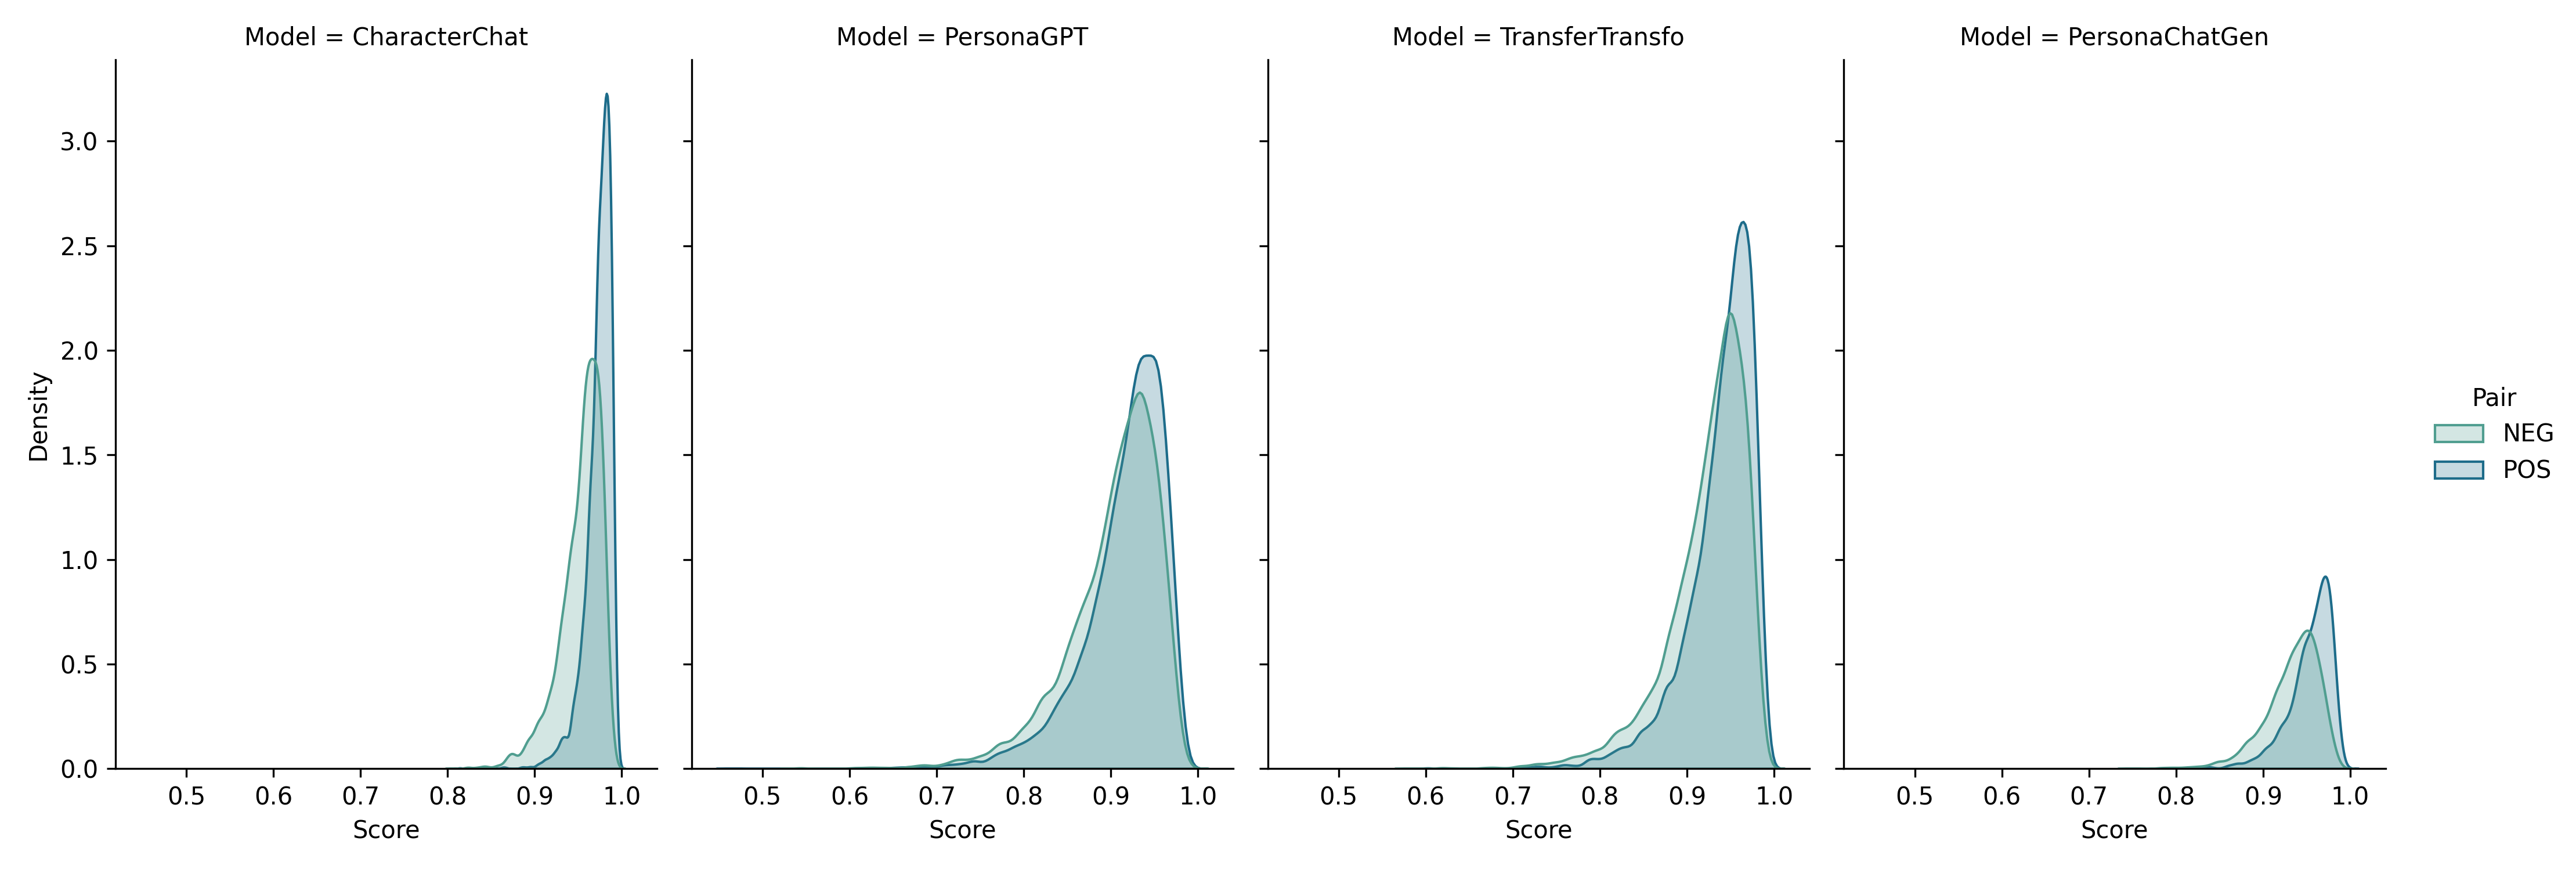 Model = CharacterChat
Model = PersonaGPT
Model = TransferTransfo
Model = PersonaChatGen
Density
3.0
2.5
2.0
1.5
1.0
0.5
0.0
0.5 0.6 0.7 0.8 0.9 1.0
Score
0.5 0.6 0.7 0.8 0.9 1.0
Score
0.5 0.6 0.7 0.8 0.9 1.0
Score
0.5 0.6 0.7 0.8 0.9 1.0
Score
Pair
NEG
POS